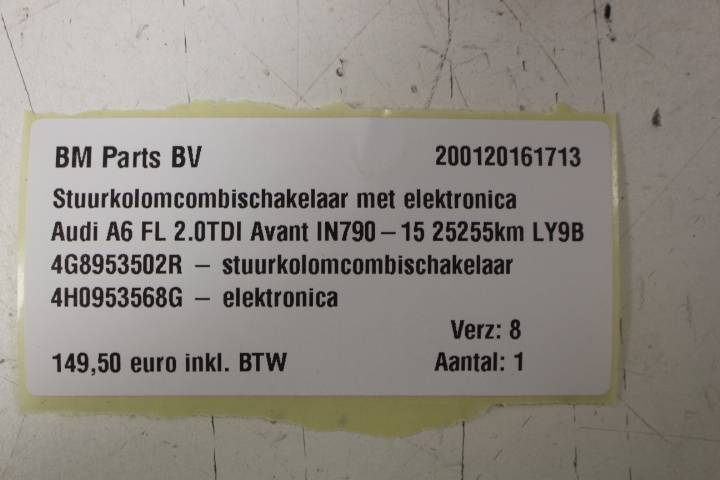 BM Parts BV 200120161713
Stuurkolomcombischakelaar met elektronica
Audi A6 FL 2.0TDI Avant IN790 – 15 25255km LY9B
4G8953502R – stuurkolomcombischakelaar
4H0953568G – elektronica
Verz: 8
149,50 euro inkl. BTW Aantal: 1